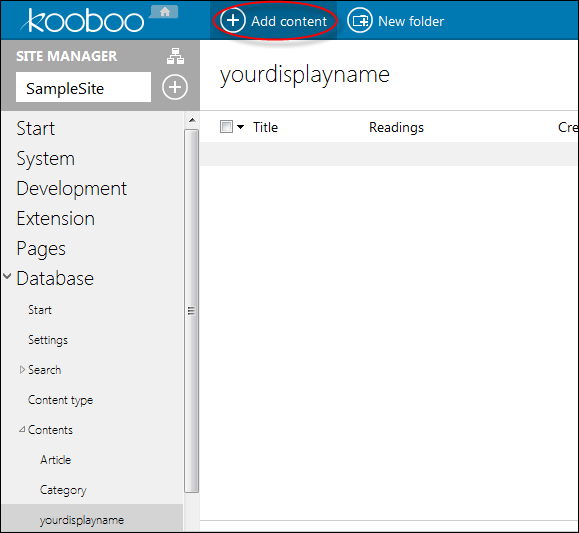 kooboo
Add content
New folder
SITE MANAGER
SampleSite
yourdisplayname
Title
Readings
Cre
Start
System
Development
Extension
Pages
Database
Start
Settings
Search
Content type
Contents
Article
Category
yourdisplayname